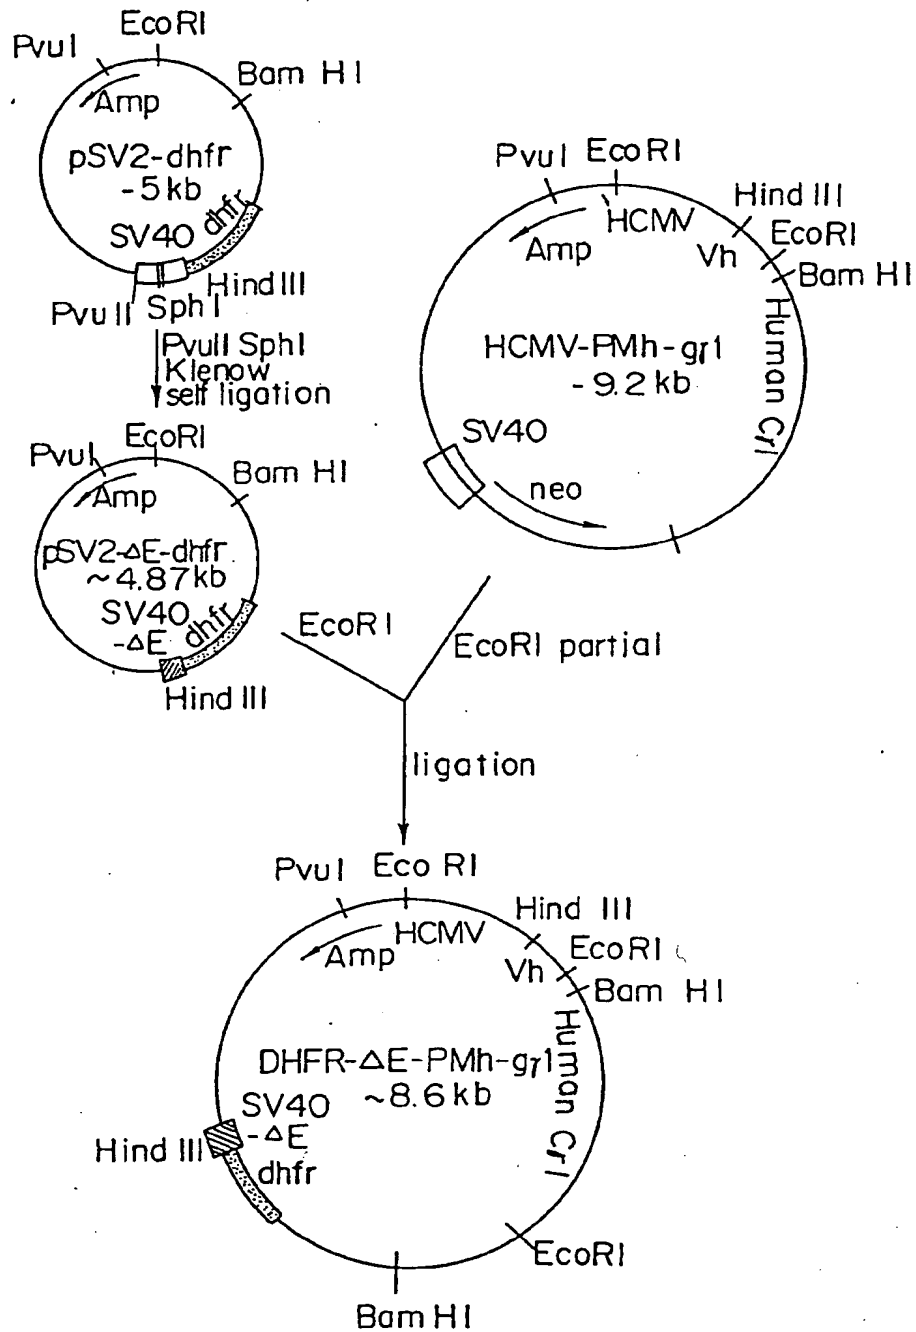 EcoRI
PvuI
Bam HI
Amp
pSV2-dhfr
-5 kb
dhfr
SV40
Hind III
PvuII
SphI
PvuII SphI
Klenow
self ligation
EcoRI
PvuI
Bam HI
Amp
pSV2-ΔE-dhfr
~4.87kb
SV40
dhfr
-ΔE
Hind III
PvuI
EcoRI
Hind III
HCMV
Amp
EcoRI
Vh
Bam HI
HCMV-PMh-gγ1
-9.2 kb
Human Cγ1
SV40
neo
EcoRI
EcoRI partial
ligation
PvuI
Eco RI
Hind III
HCMV
Amp
EcoRI
Vh
Bam HI
DHFR-ΔE-PMh-gγ1
~8.6 kb
Human Cγ1
SV40
-ΔE
Hind III
dhfr
EcoRI
Bam HI